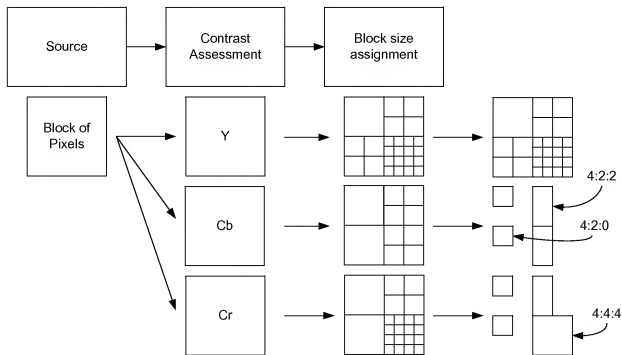 Source
Contrast
Assessment
Block size
assignment
Block of
Pixels
Y
Cb
4:2:2
4:2:0
Cr
4:4:4